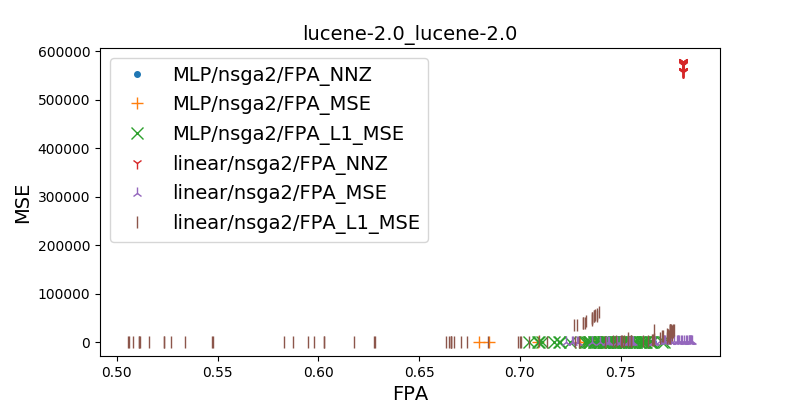 lucene-2.0_lucene-2.0
600000
500000
400000
300000
200000
100000
0
MSE
MLP/nsga2/FPA_NNZ
MLP/nsga2/FPA_MSE
MLP/nsga2/FPA_L1_MSE
linear/nsga2/FPA_NNZ
linear/nsga2/FPA_MSE
linear/nsga2/FPA_L1_MSE
0.50 0.55 0.60 0.65 0.70 0.75
FPA